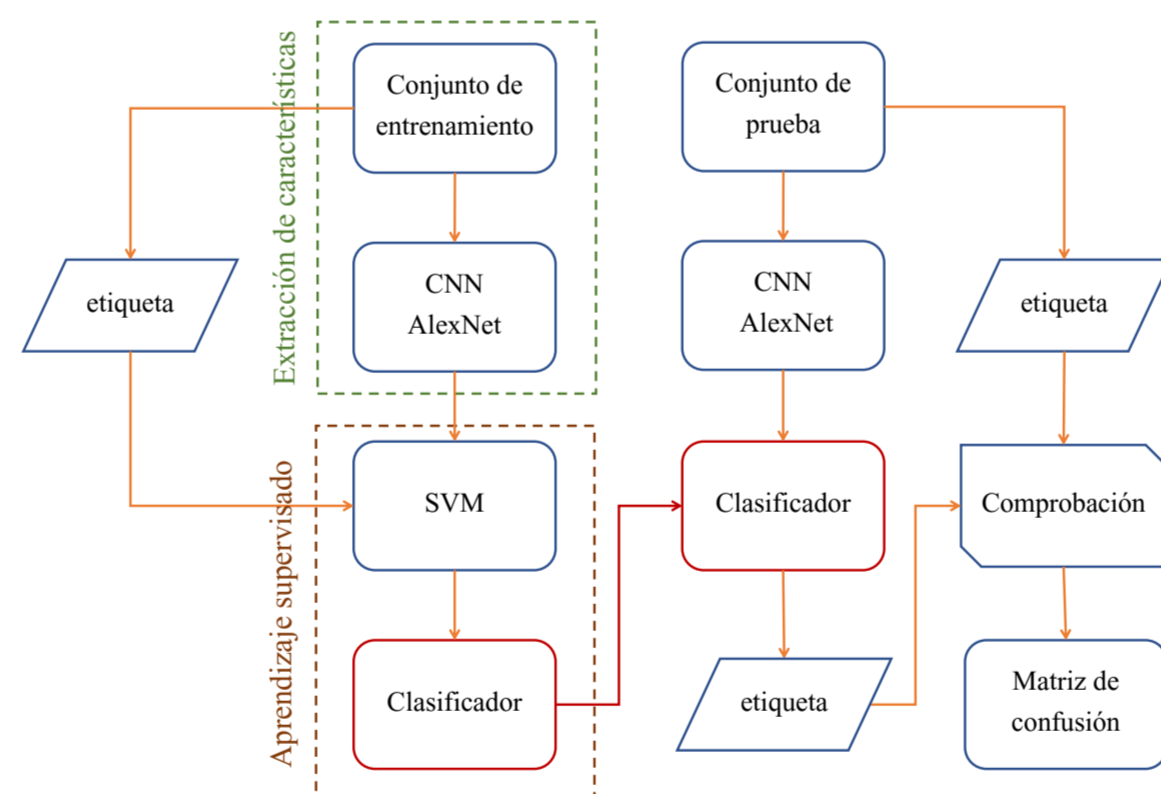 Extracción de características
Conjunto de
entrenamiento
Conjunto de
prueba
etiqueta
CNN
AlexNet
CNN
AlexNet
etiqueta
Aprendizaje supervisado
SVM
Clasificador
Comprobación
Clasificador
etiqueta
Matriz de
confusión